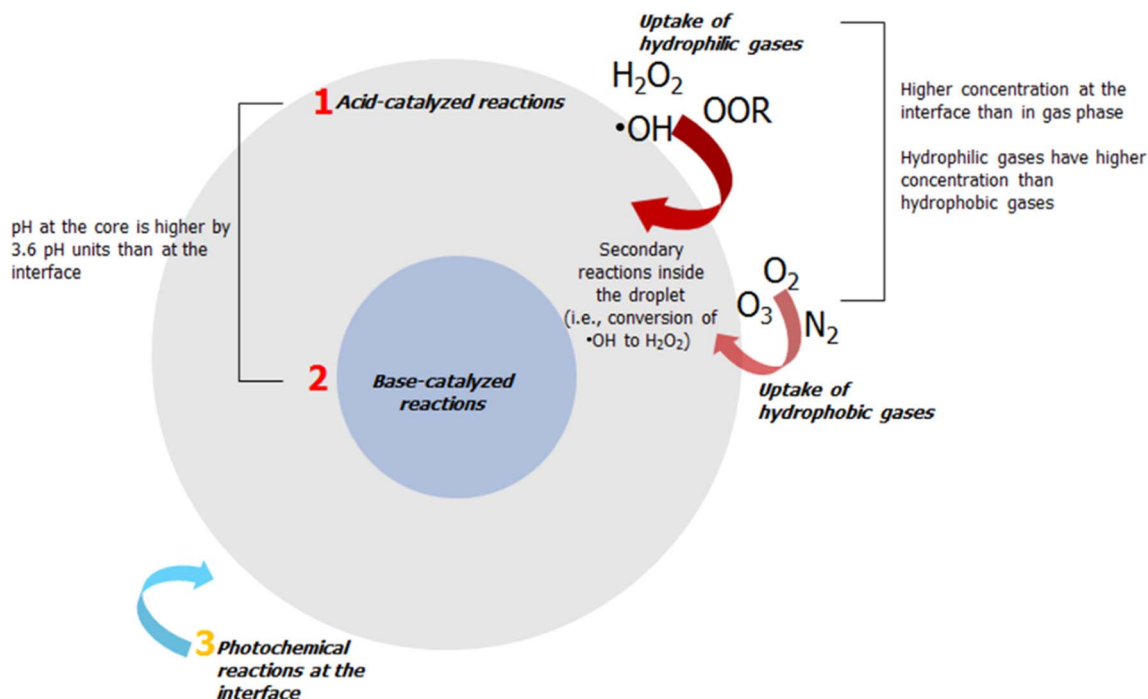 Uptake of
hydrophilic gases
H₂O₂
•OH
OOR
Higher concentration at the
interface than in gas phase
Hydrophilic gases have higher
concentration than
hydrophobic gases
1 Acid-catalyzed reactions
pH at the core is higher by
3.6 pH units than at the
interface
Secondary
reactions inside
the droplet
(i.e., conversion of
•OH to H₂O₂)
O₂
O₃
N₂
Uptake of
hydrophobic gases
2
Base-catalyzed
reactions
3 Photochemical
reactions at the
interface